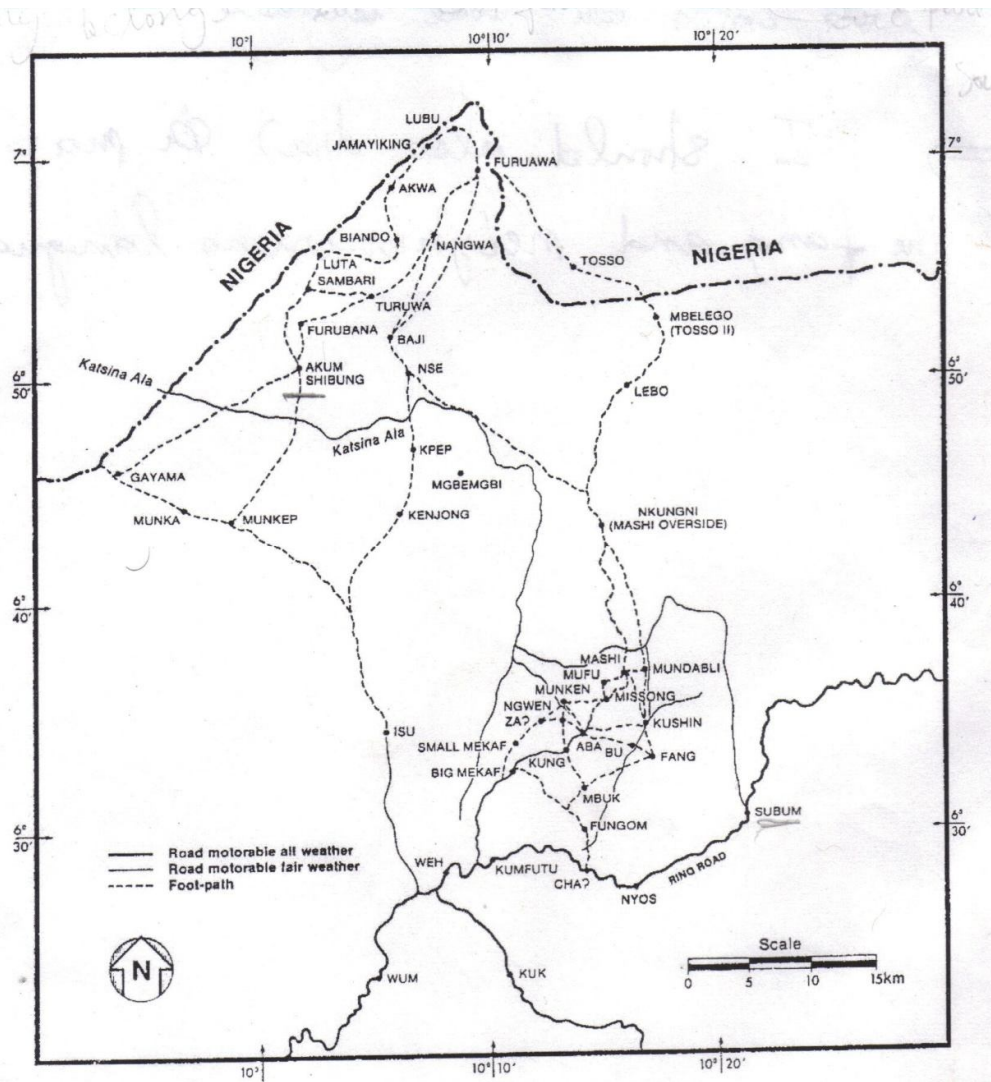 10°
10° 10'
10° 20'
should
and
LUBU
7°
JAMAYIKING
FURUAWA
7°
AKWA
BIANDO
NANGWA
NIGERIA
NIGERIA
TOSSO
LUTA
SAMBARI
TURUWA
MBELEGO
(TOSSO II)
FURUBANA
BAJI
Katsina Ala
AKUM
SHIBUNG
NSE
6°
50'
LEBO
6°
50'
Katsina Ala
KPEP
GAYAMA
MGBEMGBI
MUNKA
MUNKEP
KENJONG
NKUNGNI
(MASHI OVERSIDE)
6°
40'
6°
40'
MASHI
MUNDABLI
MUFU
MUNKEN
MISSONG
NGWEN
ZAʔ
KUSHIN
ISU
SMALL MEKAF
ABA
BU
KUNG
FANG
BIG MEKAF
MBUK
SUBUM
6°
30'
6°
30'
FUNGOM
Road motorable all weather
Road motorable fair weather
Foot-path
WEH
KUMFUTU
CHAʔ
RING ROAD
NYOS
N
Scale
0 5 10 15km
WUM
KUK
10°
10° 10'
10° 20'